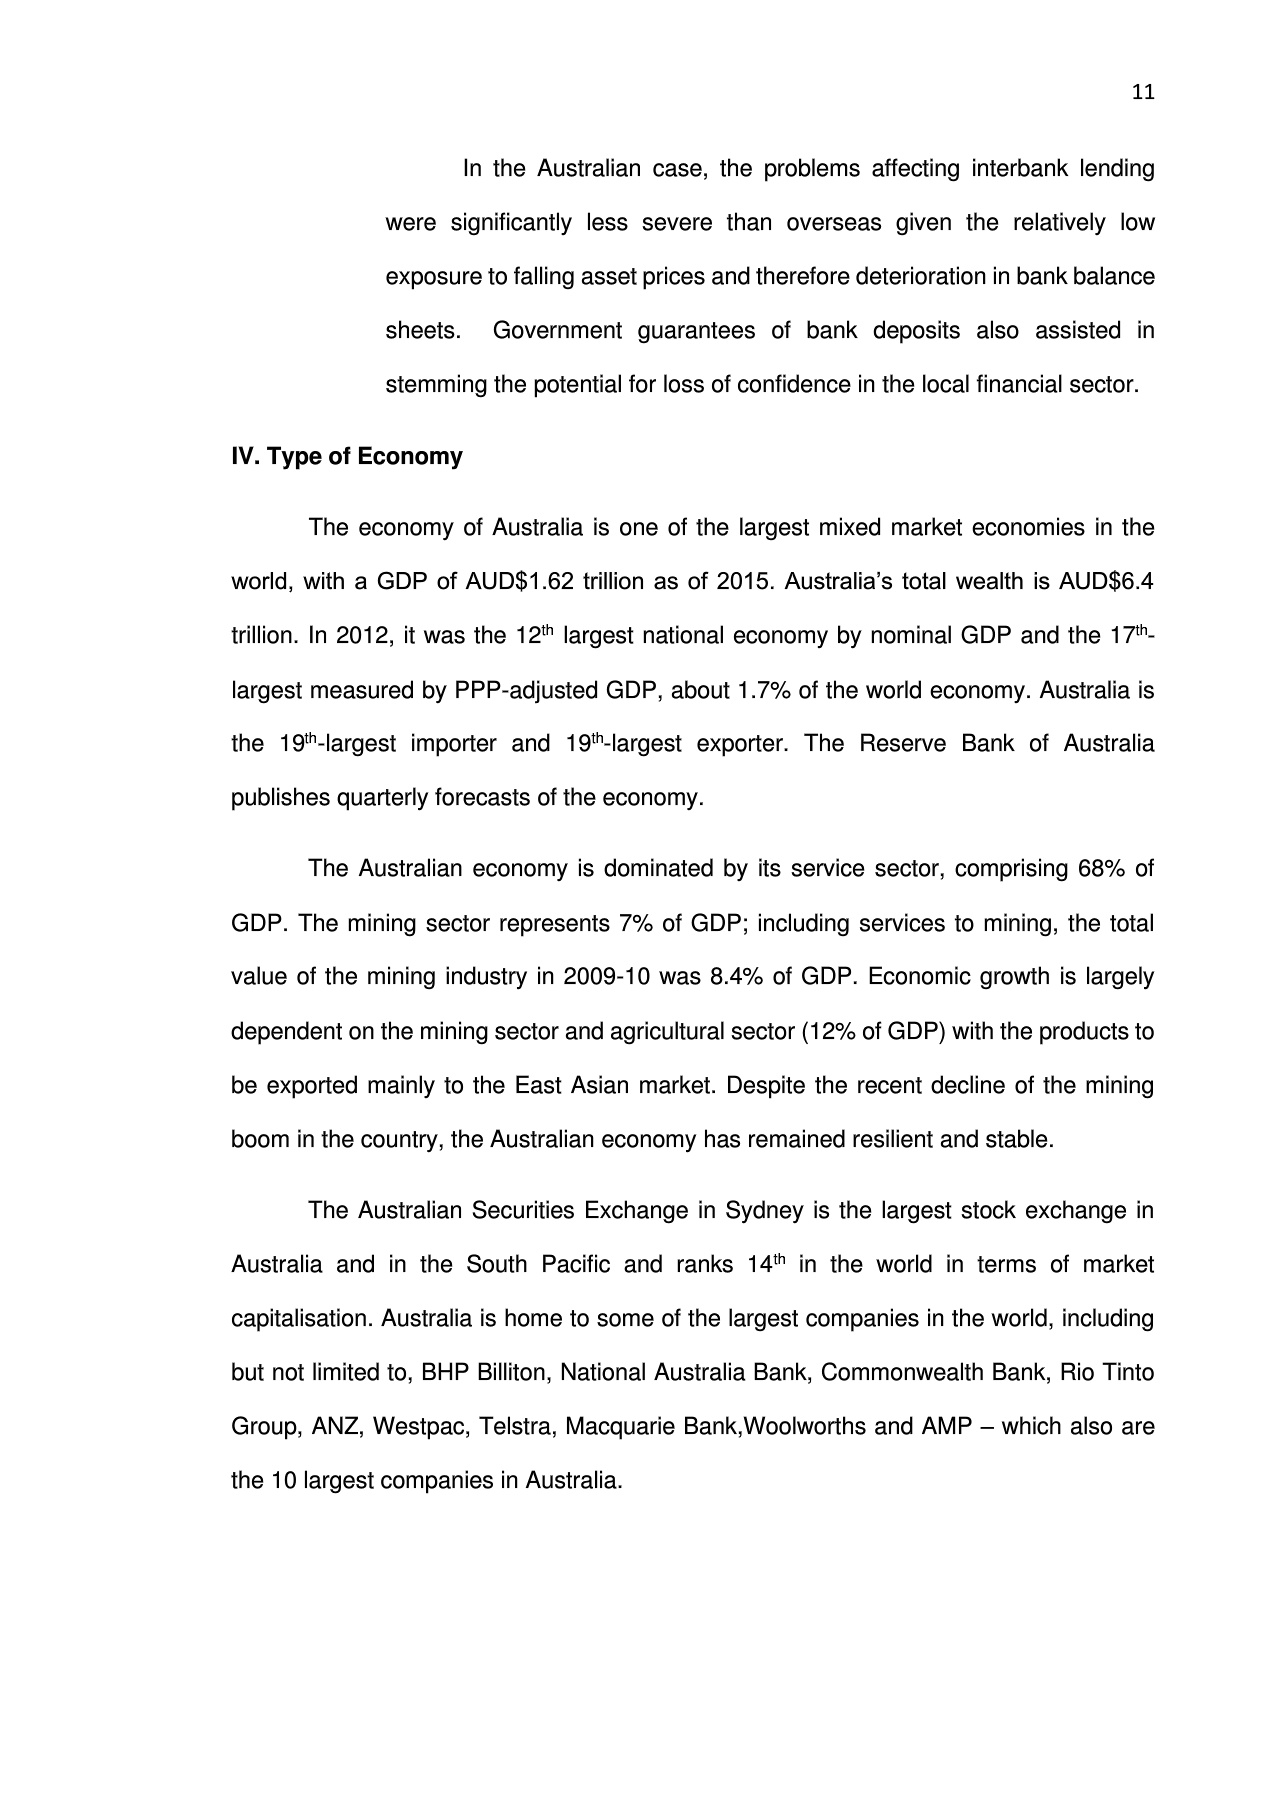 11
In the Australian case, the problems affecting interbank lending
were significantly less severe than overseas given the relatively low
exposure to falling asset prices and therefore deterioration in bank balance
sheets.  Government guarantees of bank deposits also assisted in
stemming the potential for loss of confidence in the local financial sector.
IV. Type of Economy
The economy of Australia is one of the largest mixed market economies in the
world, with a GDP of AUD$1.62 trillion as of 2015. Australia’s total wealth is AUD$6.4
trillion. In 2012, it was the 12th largest national economy by nominal GDP and the 17th-
largest measured by PPP-adjusted GDP, about 1.7% of the world economy. Australia is
the 19th-largest importer and 19th-largest exporter. The Reserve Bank of Australia
publishes quarterly forecasts of the economy.
The Australian economy is dominated by its service sector, comprising 68% of
GDP. The mining sector represents 7% of GDP; including services to mining, the total
value of the mining industry in 2009-10 was 8.4% of GDP. Economic growth is largely
dependent on the mining sector and agricultural sector (12% of GDP) with the products to
be exported mainly to the East Asian market. Despite the recent decline of the mining
boom in the country, the Australian economy has remained resilient and stable.
The Australian Securities Exchange in Sydney is the largest stock exchange in
Australia and in the South Pacific and ranks 14th in the world in terms of market
capitalisation. Australia is home to some of the largest companies in the world, including
but not limited to, BHP Billiton, National Australia Bank, Commonwealth Bank, Rio Tinto
Group, ANZ, Westpac, Telstra, Macquarie Bank,Woolworths and AMP – which also are
the 10 largest companies in Australia.